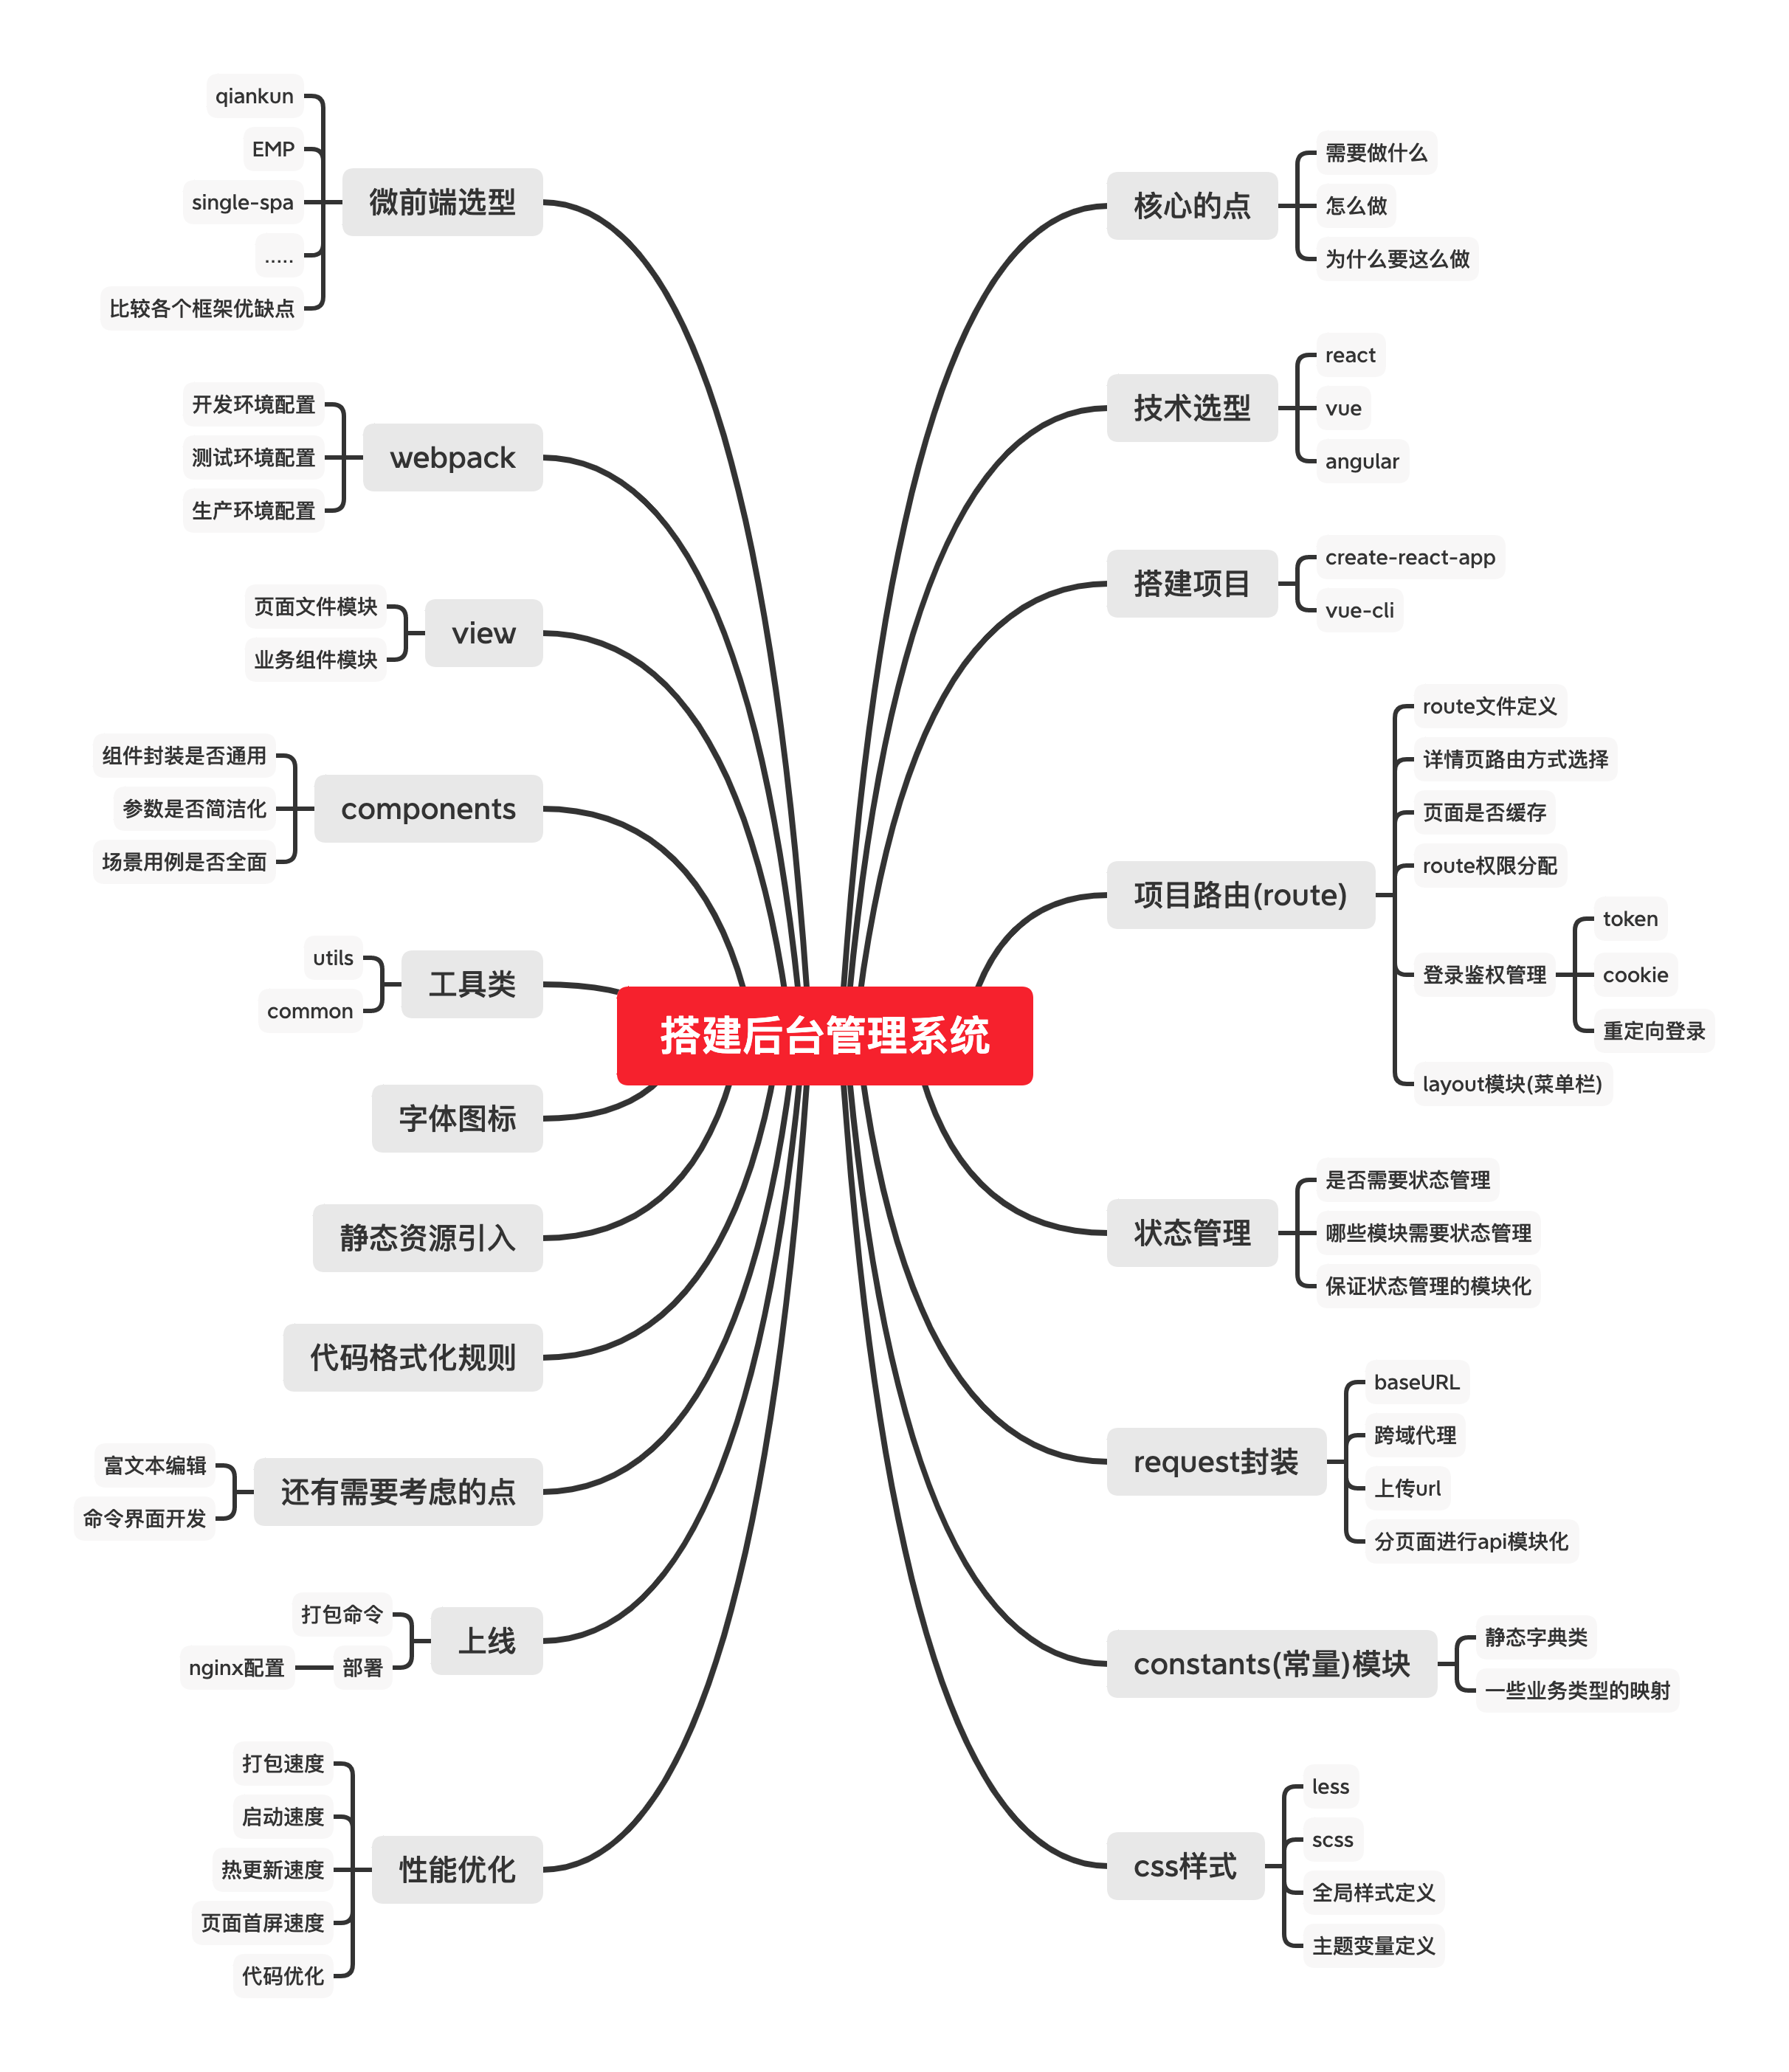 搭建后台管理系统
核心的点
需要做什么
怎么做
为什么要这么做
技术选型
react
vue
angular
搭建项目
create-react-app
vue-cli
项目路由(route)
route文件定义
详情页路由方式选择
页面是否缓存
route权限分配
登录鉴权管理
token
cookie
重定向登录
layout模块(菜单栏)
状态管理
是否需要状态管理
哪些模块需要状态管理
保证状态管理的模块化
request封装
baseURL
跨域代理
上传url
分页面进行api模块化
constants(常量)模块
静态字典类
一些业务类型的映射
css样式
less
scss
全局样式定义
主题变量定义
微前端选型
qiankun
EMP
single-spa
.....
比较各个框架优缺点
webpack
开发环境配置
测试环境配置
生产环境配置
view
页面文件模块
业务组件模块
components
组件封装是否通用
参数是否简洁化
场景用例是否全面
工具类
utils
common
字体图标
静态资源引入
代码格式化规则
还有需要考虑的点
富文本编辑
命令界面开发
上线
打包命令
部署
nginx配置
性能优化
打包速度
启动速度
热更新速度
页面首屏速度
代码优化